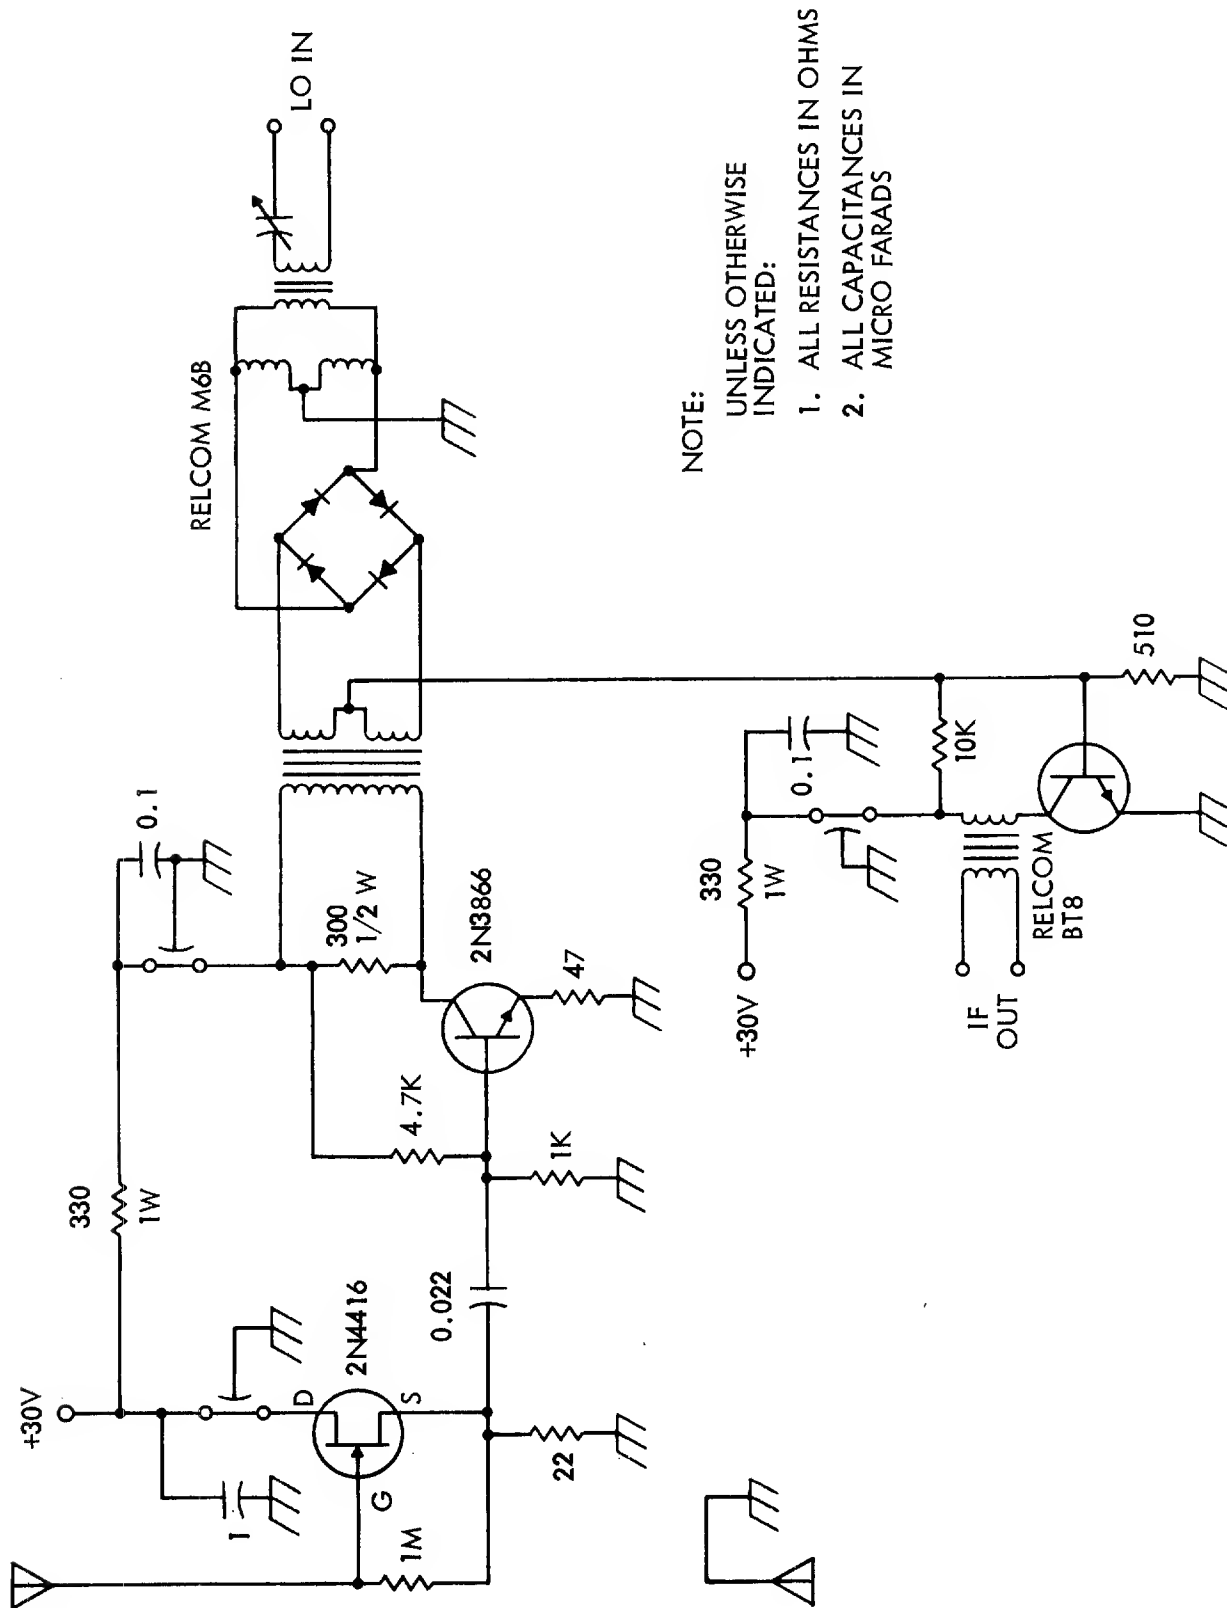 +30V
330
1W
0.1
RELCOM M6B
LO IN
1
D
2N4416
G
S
1M
22
0.022
4.7K
1K
300
1/2 W
2N3866
47
NOTE:
UNLESS OTHERWISE
INDICATED:
1. ALL RESISTANCES IN OHMS
2. ALL CAPACITANCES IN
MICRO FARADS
+30V
330
1W
0.1
10K
510
IF
OUT
RELCOM
BT8